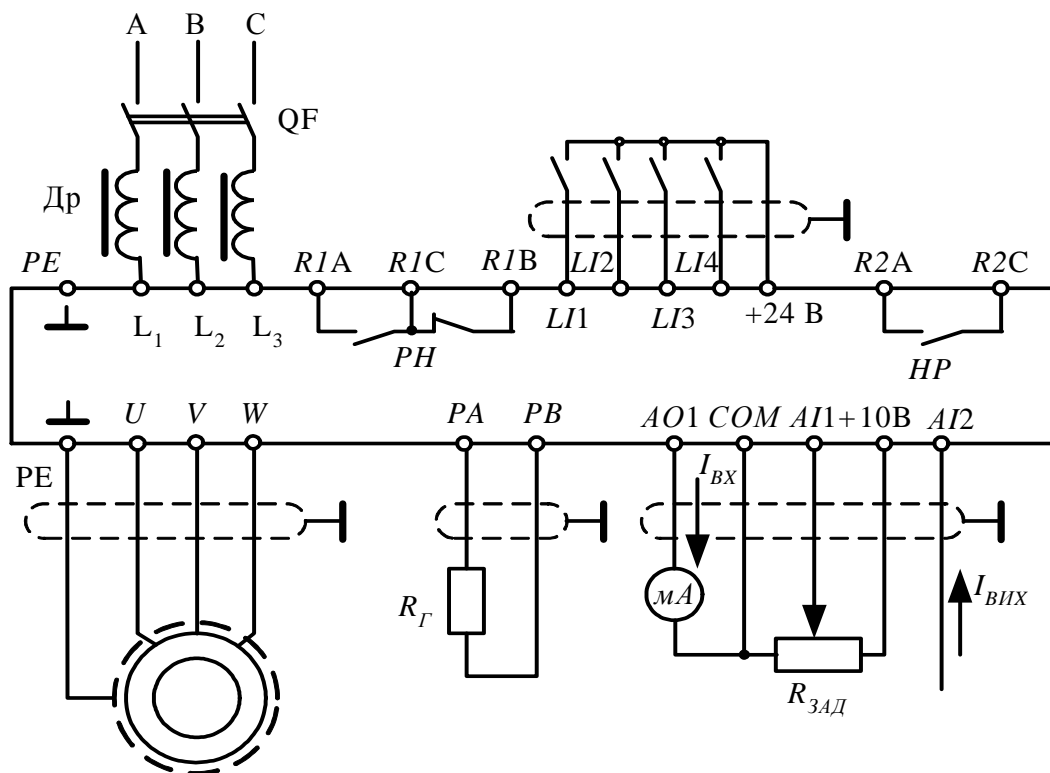 A B C
QF
Др
PE R1A R1C R1B LI2 LI4 R2A R2C
L1 L2 L3 LI1 LI3 +24 В
PH HP
U V W PA PB AO1 COM AI1 +10В AI2
PE
IВХ
RГ мА IВИХ
RЗАД